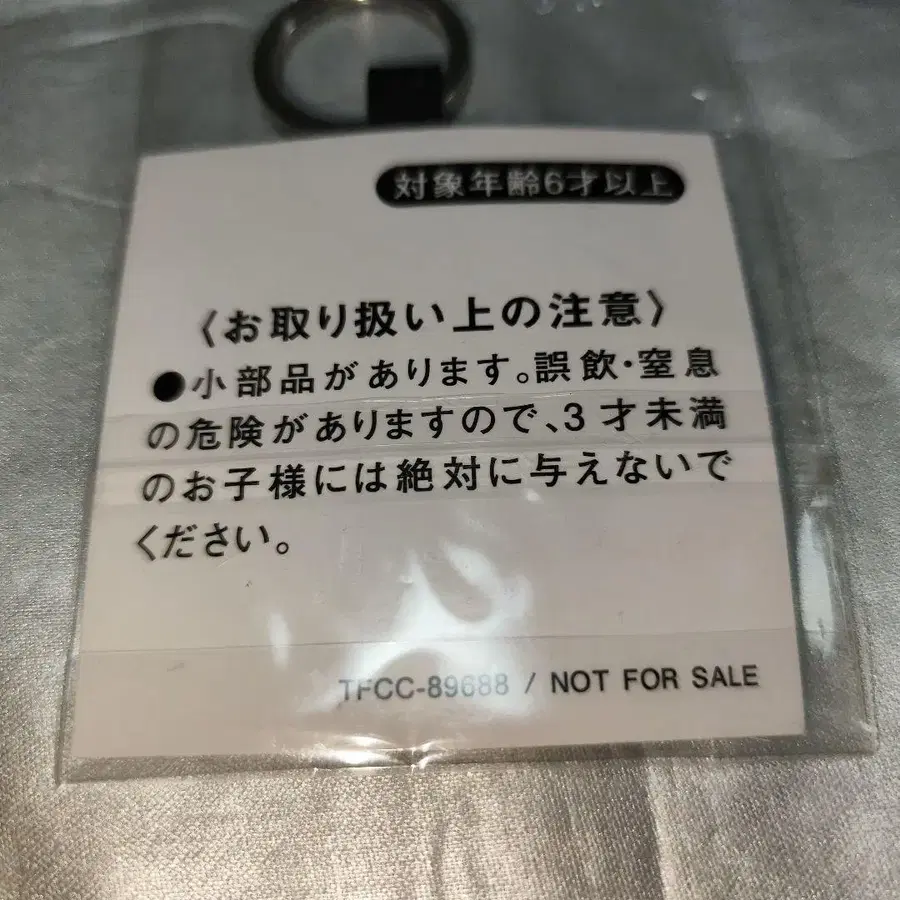 対象年齢6才以上
〈お取り扱い上の注意〉
●小部品があります。誤飲・窒息
の危険がありますので、3才未満
のお子様には絶対に与えないで
ください。
TFCC-89688 / NOT FOR SALE